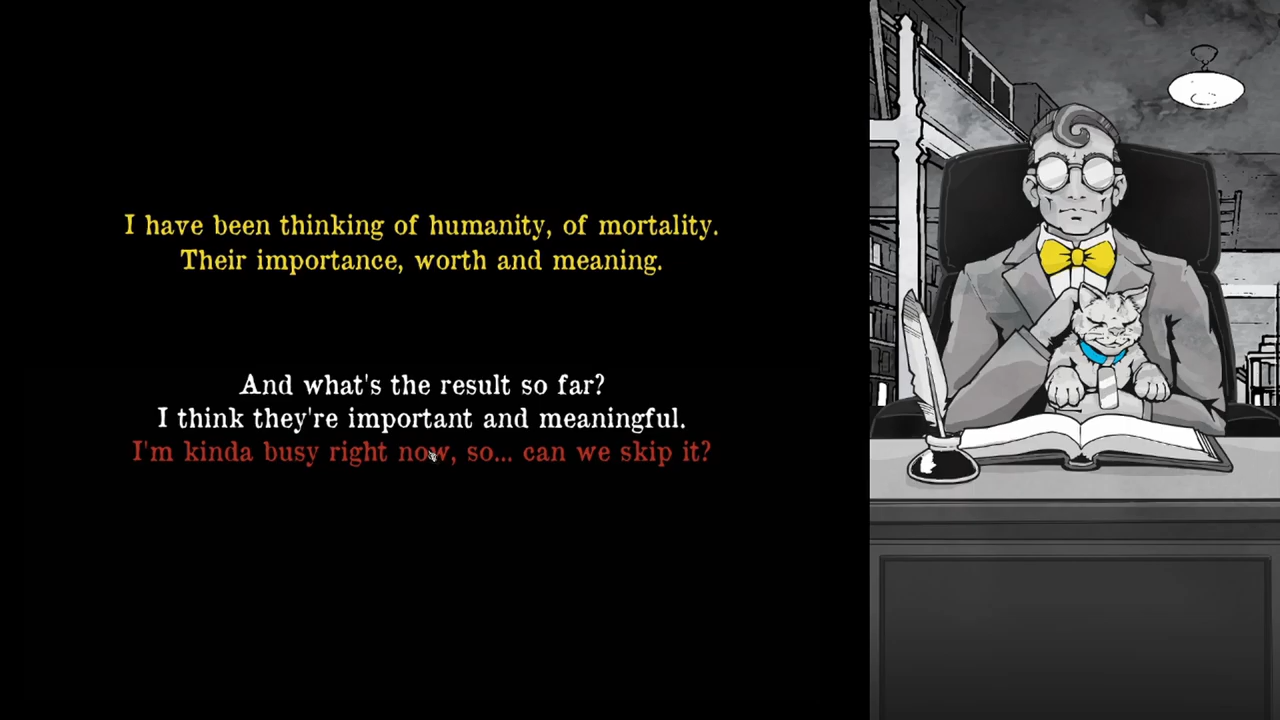 I have been thinking of humanity, of mortality.
Their importance, worth and meaning.
And what's the result so far?
I think they're important and meaningful.
I'm kinda busy right now, so... can we skip it?